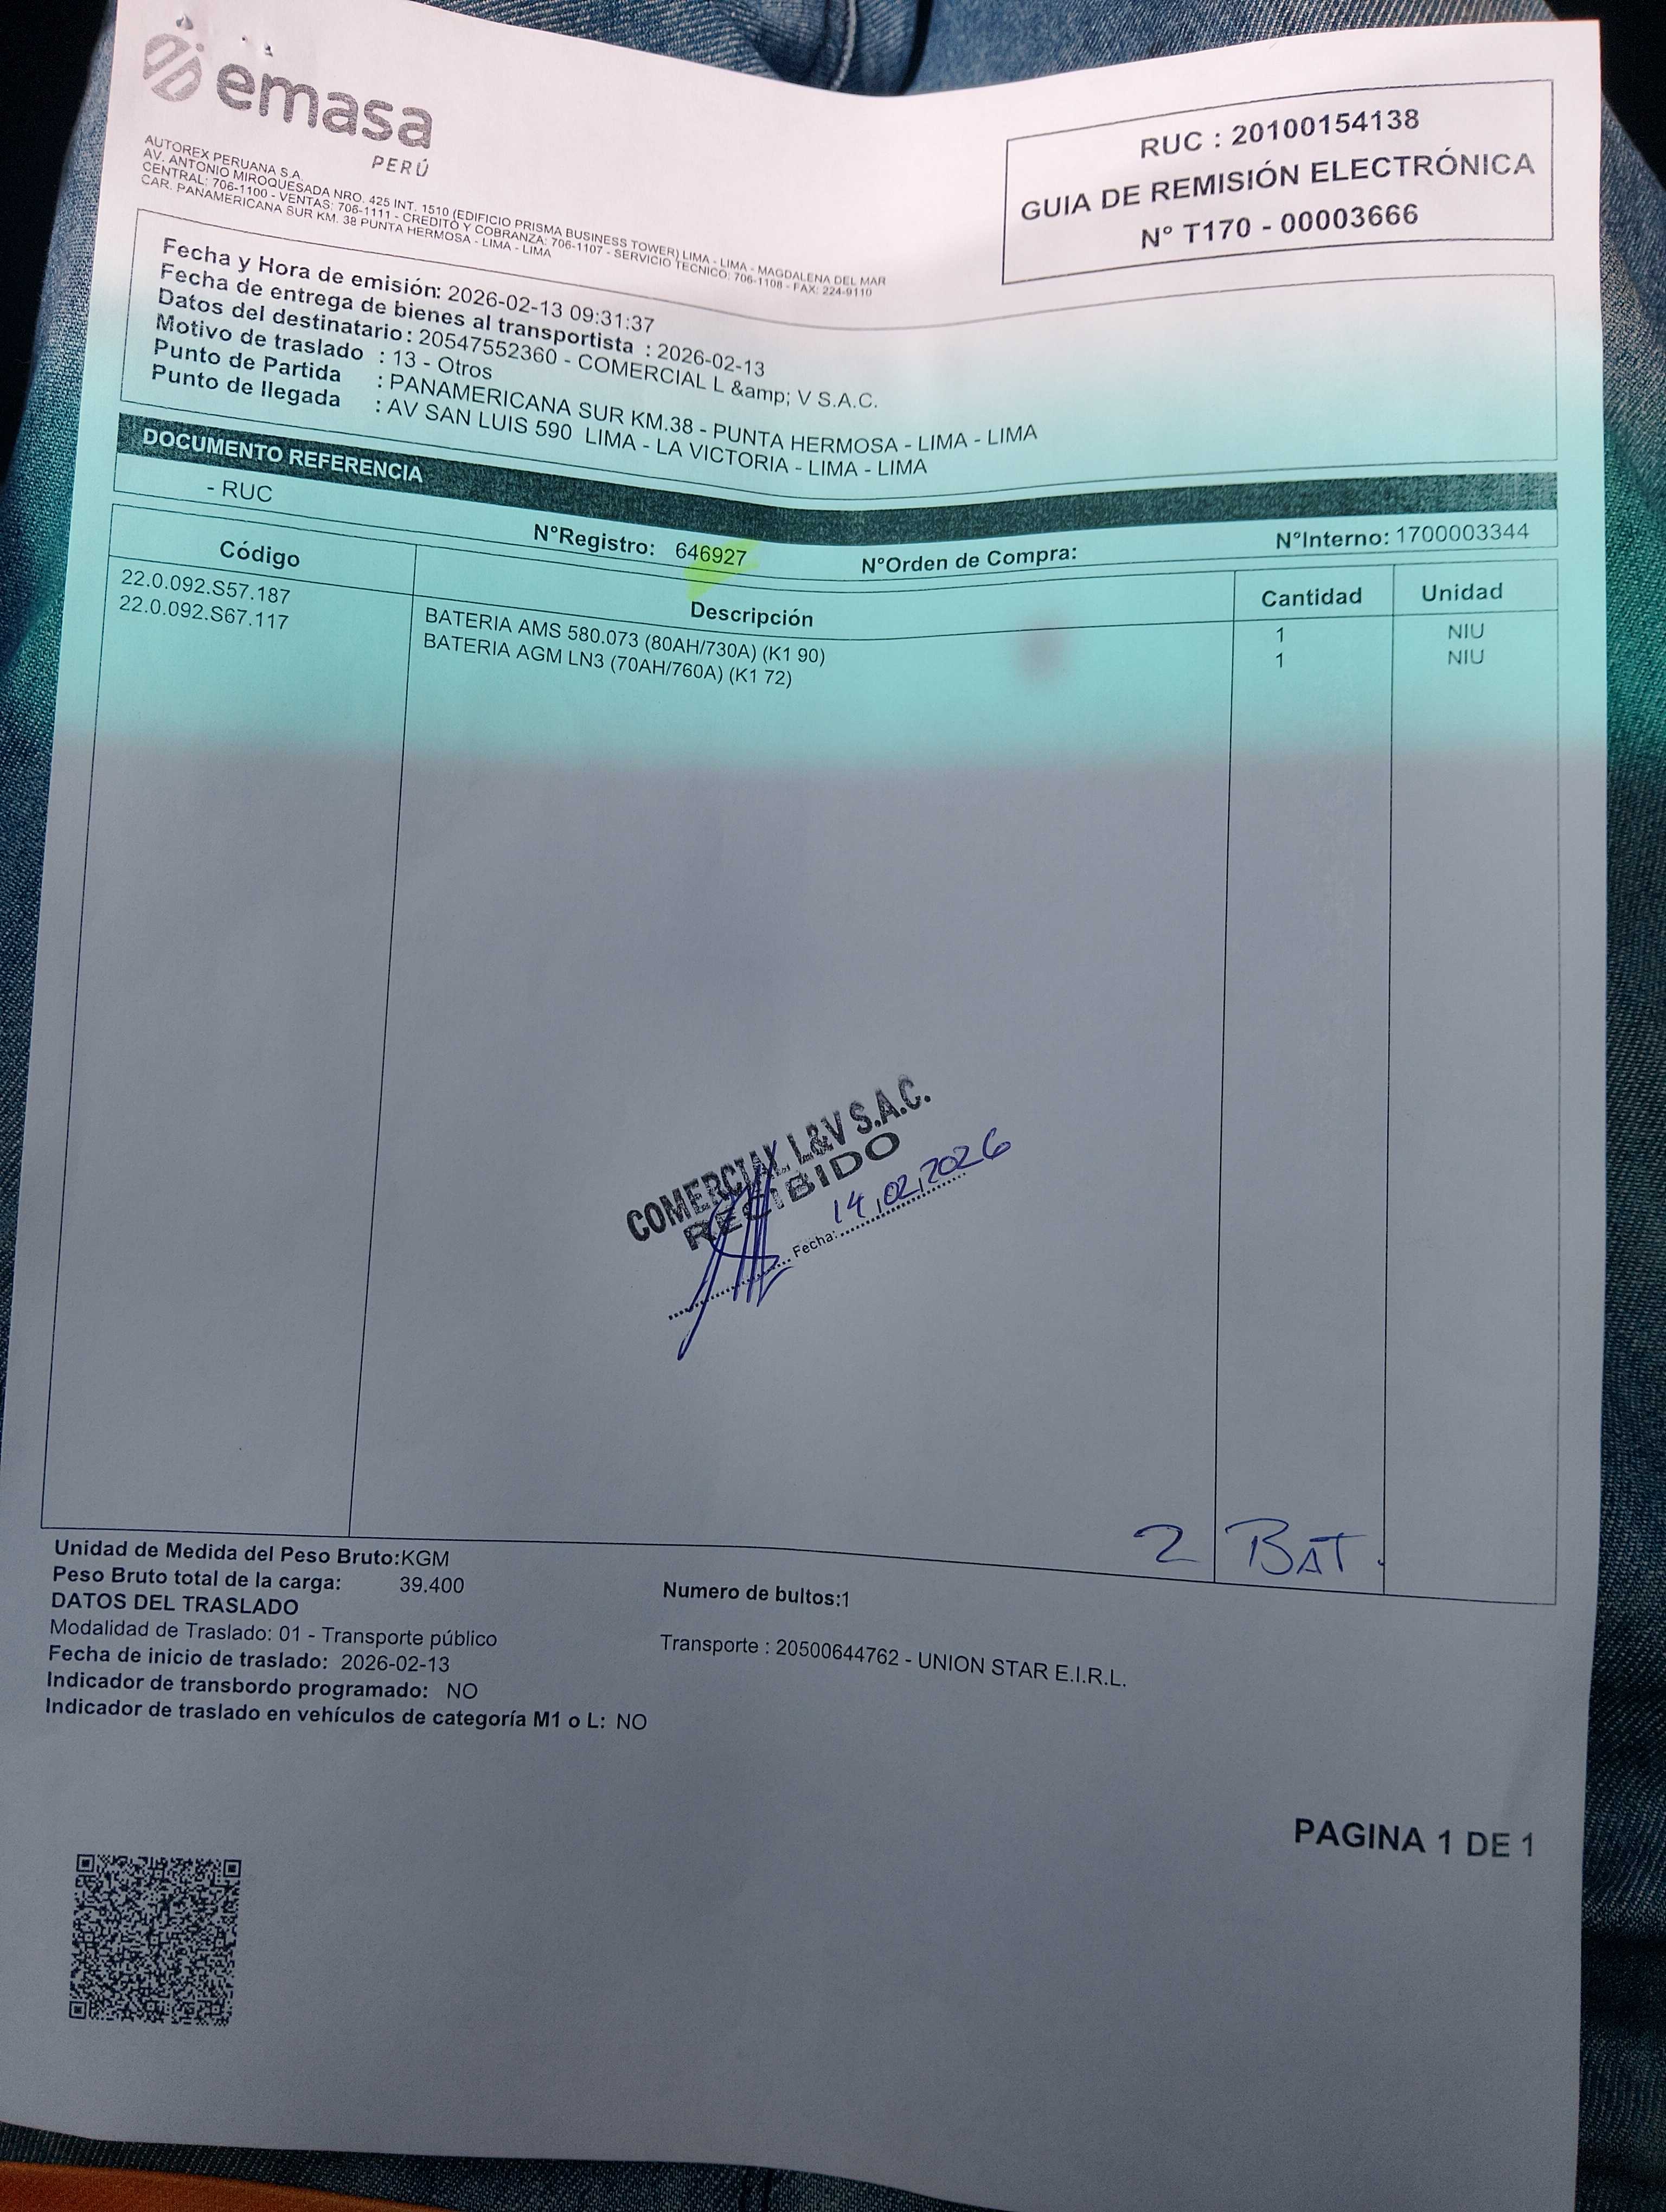 emasa
PERÚ
AUTOREX PERUANA S.A.
AV. ANTONIO MIROQUESADA NRO. 425 INT. 1510 (EDIFICIO PRISMA BUSINESS TOWER) LIMA - LIMA - MAGDALENA DEL MAR
CENTRAL: 706-1100 - VENTAS: 706-1111 - CREDITO Y COBRANZA: 706-1107 - SERVICIO TECNICO: 706-1108 - FAX: 224-9110
CAR. PANAMERICANA SUR KM. 38 PUNTA HERMOSA - LIMA - LIMA
RUC : 20100154138
GUIA DE REMISIÓN ELECTRÓNICA
N° T170 - 00003666
Fecha y Hora de emisión: 2026-02-13 09:31:37
Fecha de entrega de bienes al transportista : 2026-02-13
Datos del destinatario : 20547552360 - COMERCIAL L &amp; V S.A.C.
Motivo de traslado : 13 - Otros
Punto de Partida : PANAMERICANA SUR KM.38 - PUNTA HERMOSA - LIMA - LIMA
Punto de llegada : AV SAN LUIS 590 LIMA - LA VICTORIA - LIMA - LIMA
DOCUMENTO REFERENCIA
- RUC
N°Registro: 646927 N°Orden de Compra: N°Interno: 1700003344
Código Descripción Cantidad Unidad
22.0.092.S57.187 BATERIA AMS 580.073 (80AH/730A) (K1 90) 1 NIU
22.0.092.S67.117 BATERIA AGM LN3 (70AH/760A) (K1 72) 1 NIU
COMERCIAL L&V S.A.C.
RECIBIDO
Fecha: 14,02,2026
2 BAT.
Unidad de Medida del Peso Bruto:KGM
Peso Bruto total de la carga: 39.400 Numero de bultos:1
DATOS DEL TRASLADO
Modalidad de Traslado: 01 - Transporte público Transporte : 20500644762 - UNION STAR E.I.R.L.
Fecha de inicio de traslado: 2026-02-13
Indicador de transbordo programado: NO
Indicador de traslado en vehículos de categoría M1 o L: NO
PAGINA 1 DE 1